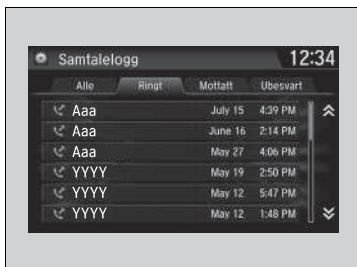 Samtalelogg 12:34
Alle Ringt Mottatt Ubesvart
Aaa July 15 4:39 PM
Aaa June 16 2:14 PM
Aaa May 27 4:06 PM
YYYY May 19 2:50 PM
YYYY May 12 5:47 PM
YYYY May 12 1:48 PM